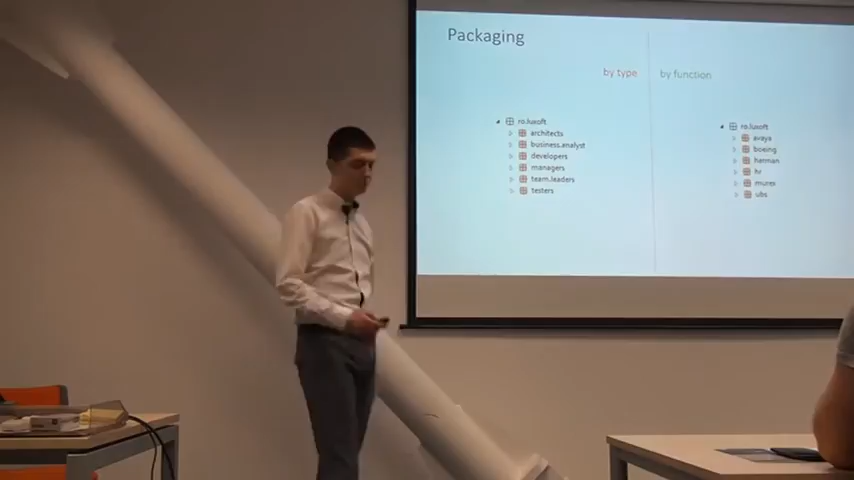 Packaging
by type
ro.luxoft
architects
business.analyst
developers
managers
team.leaders
testers
by function
ro.luxoft
avaya
boeing
harman
hr
murex
ubs